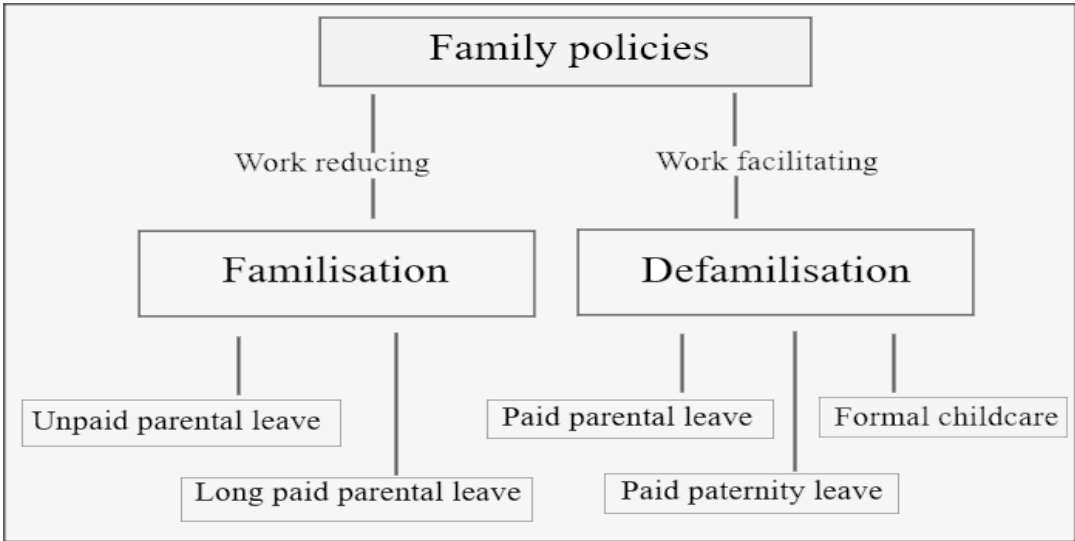 Family policies
Work reducing
Work facilitating
Familisation
Defamilisation
Unpaid parental leave
Paid parental leave
Formal childcare
Long paid parental leave
Paid paternity leave